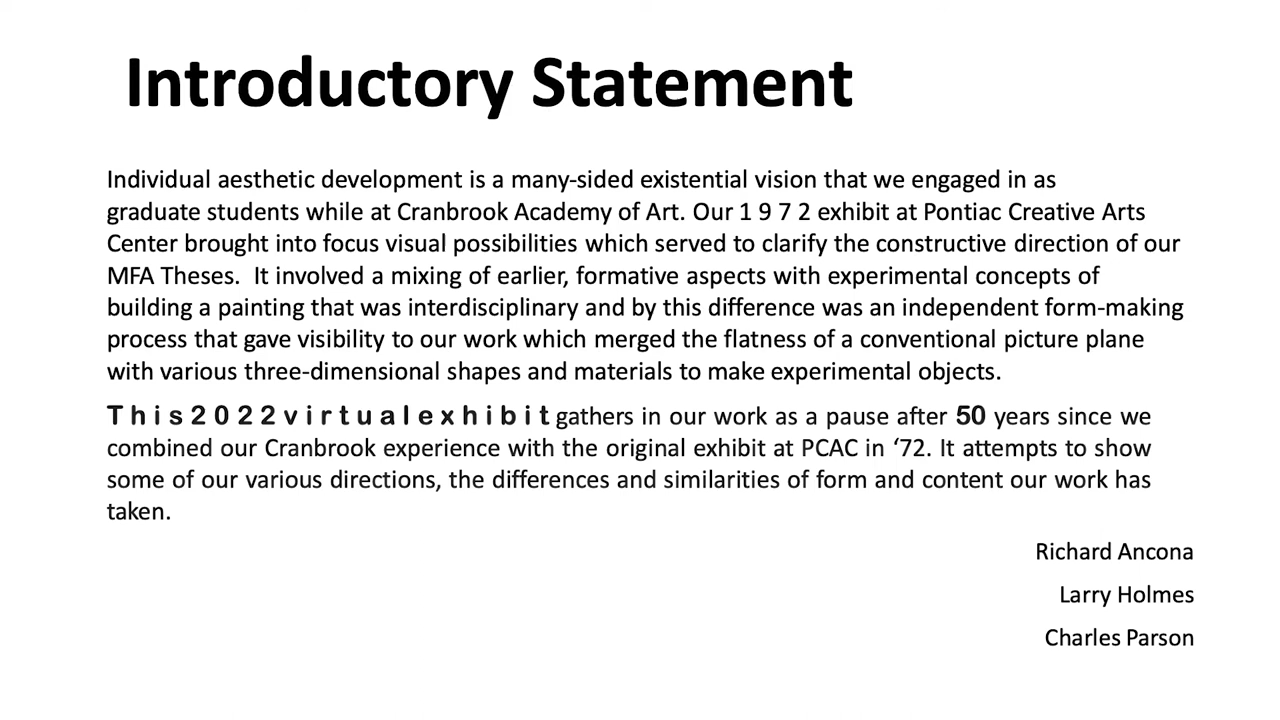 Introductory Statement
Individual aesthetic development is a many-sided existential vision that we engaged in as
graduate students while at Cranbrook Academy of Art. Our 1 9 7 2 exhibit at Pontiac Creative Arts
Center brought into focus visual possibilities which served to clarify the constructive direction of our
MFA Theses.  It involved a mixing of earlier, formative aspects with experimental concepts of
building a painting that was interdisciplinary and by this difference was an independent form-making
process that gave visibility to our work which merged the flatness of a conventional picture plane
with various three-dimensional shapes and materials to make experimental objects.
T h i s 2 0 2 2 v i r t u a l e x h i b i t gathers in our work as a pause after 50 years since we
combined our Cranbrook experience with the original exhibit at PCAC in ‘72. It attempts to show
some of our various directions, the differences and similarities of form and content our work has
taken.
Richard Ancona
Larry Holmes
Charles Parson